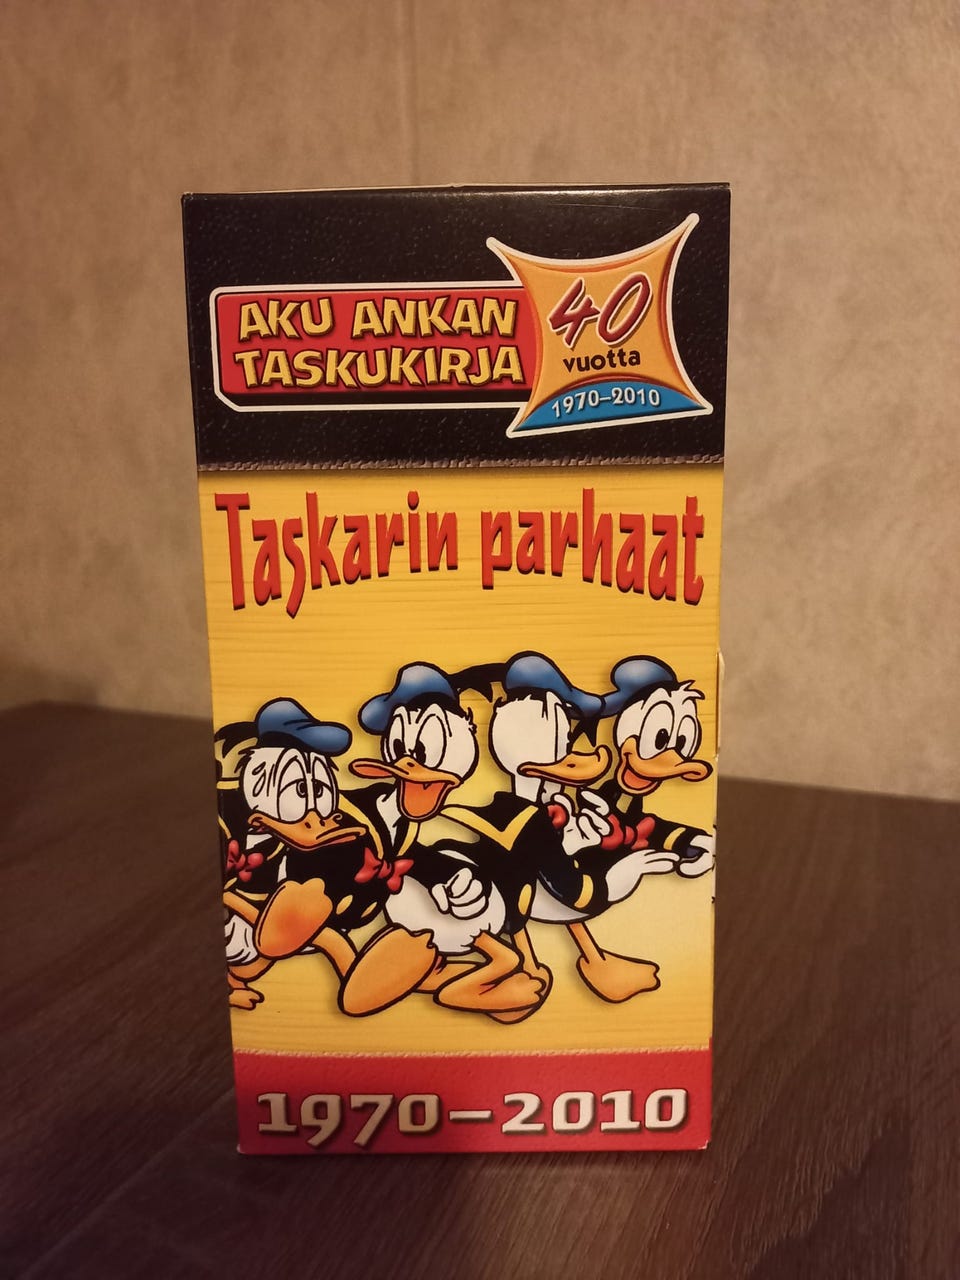 AKU ANKAN
TASKUKIRJA
40
vuotta
1970–2010
Taskarin parhaat
1970–2010